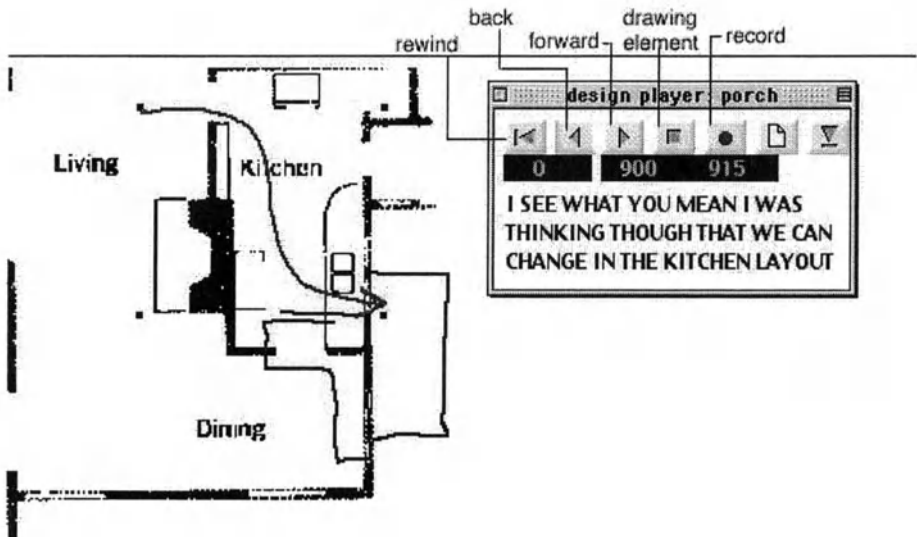 back
drawing
element
rewind
forward
record
design player: porch
0 900 915
I SEE WHAT YOU MEAN I WAS
THINKING THOUGH THAT WE CAN
CHANGE IN THE KITCHEN LAYOUT
Living
Kitchen
Dining